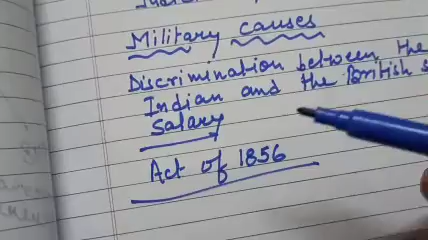 Military causes
Discrimination between the
Indian and the British
Salary
Act of 1856